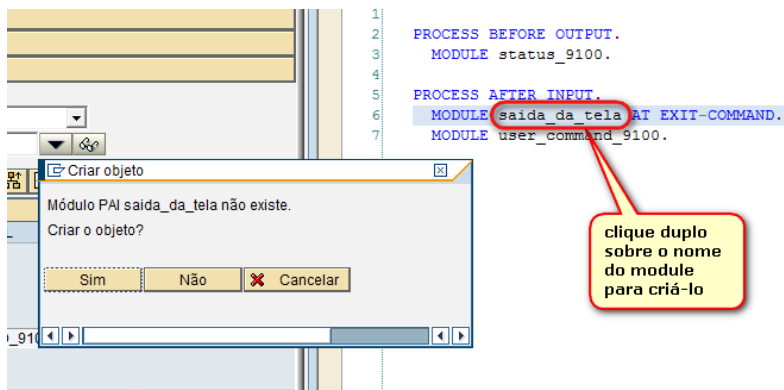 1
2 PROCESS BEFORE OUTPUT.
3 MODULE status_9100.
4
5 PROCESS AFTER INPUT.
6 MODULE saida_da_tela AT EXIT-COMMAND.
7 MODULE user_command_9100.
Criar objeto
Módulo PAI saida_da_tela não existe.
Criar o objeto?
Sim Não Cancelar
clique duplo
sobre o nome
do module
para criá-lo
_910